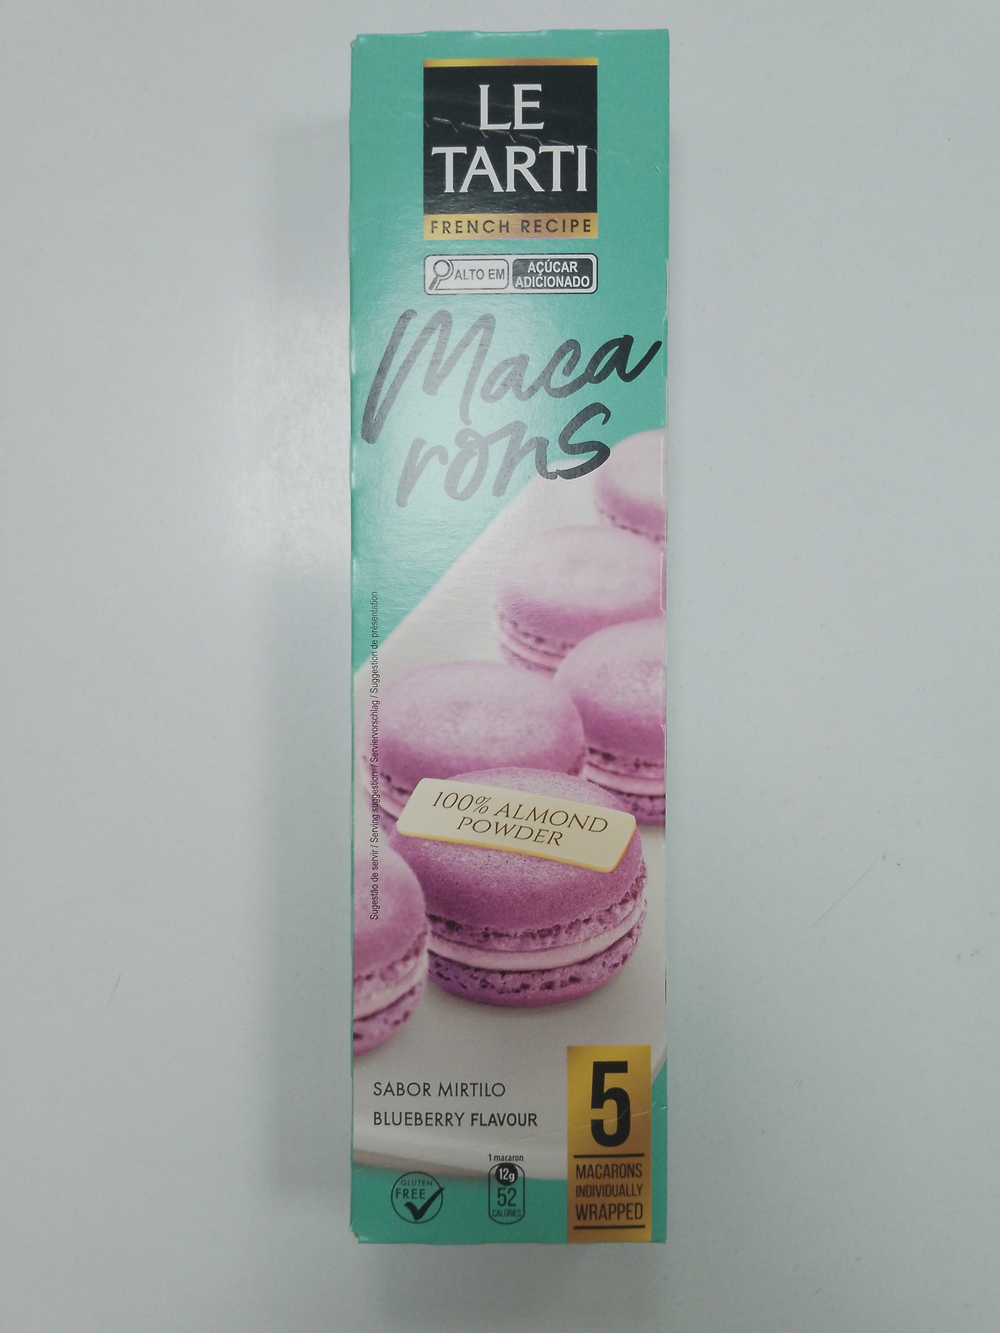 LE
TARTI
FRENCH RECIPE
ALTO EM
AÇÚCAR
ADICIONADO
Maca
rons
Sugestão de servir / Serving suggestion / Serviervorschlag / Suggestion de présentation
100% ALMOND
POWDER
SABOR MIRTILO
BLUEBERRY FLAVOUR
GLUTEN
FREE
1 macaron
12g
52
CALORIES
5
MACARONS
INDIVIDUALLY
WRAPPED